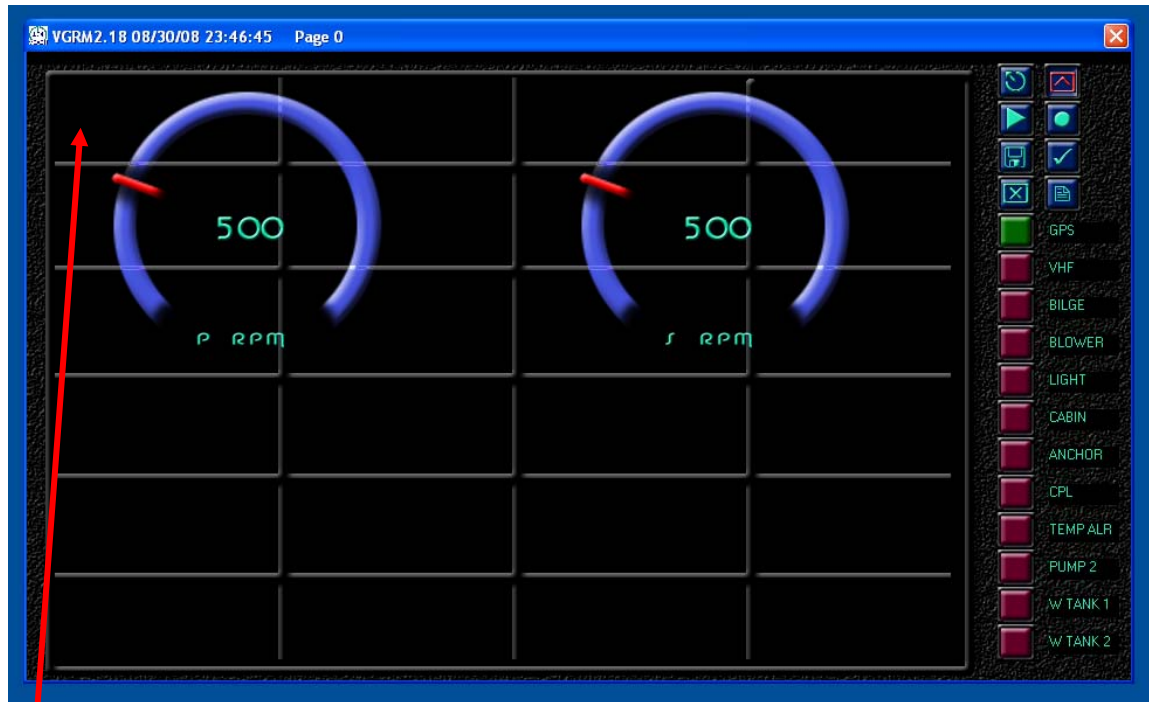 VGRM2.18 08/30/08 23:46:45 Page 0
500
500
P RPM
S RPM
GPS
VHF
BILGE
BLOWER
LIGHT
CABIN
ANCHOR
CPL
TEMP ALR
PUMP 2
W TANK 1
W TANK 2